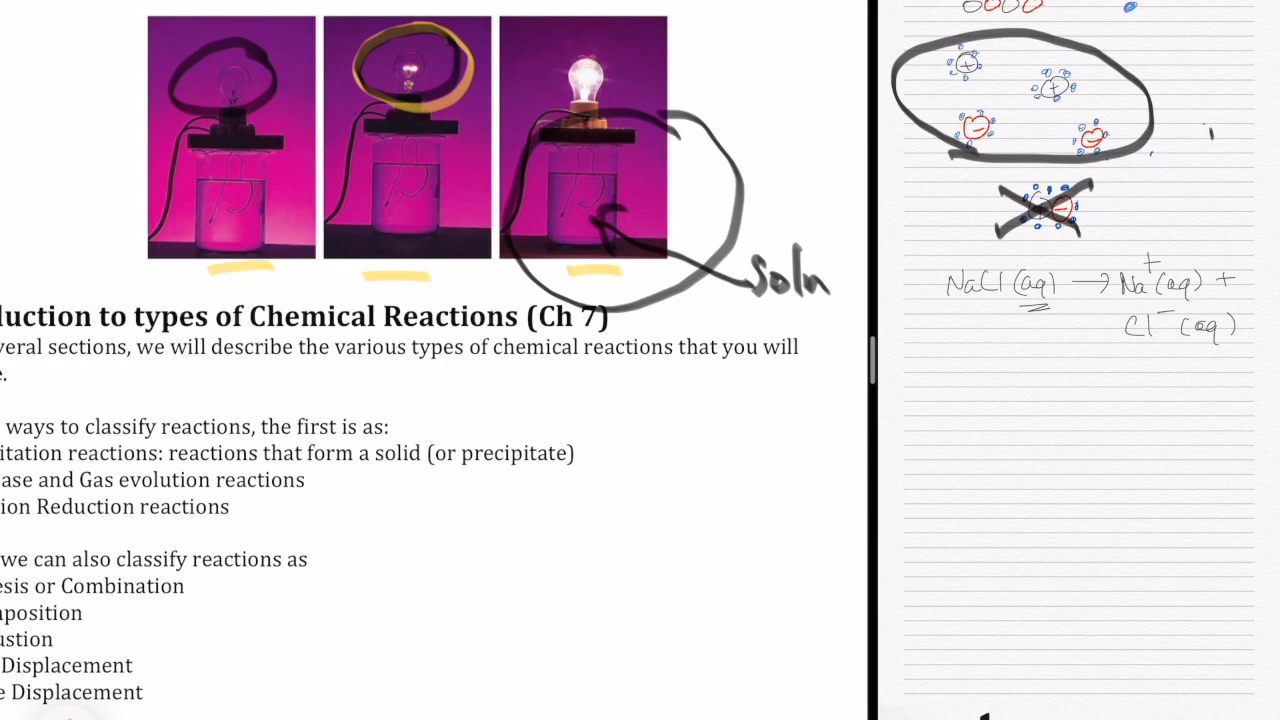 soln
luction to types of Chemical Reactions (Ch 7)
veral sections, we will describe the various types of chemical reactions that you will
e.
ways to classify reactions, the first is as:
itation reactions: reactions that form a solid (or precipitate)
ase and Gas evolution reactions
ion Reduction reactions
we can also classify reactions as
esis or Combination
nposition
ustion
Displacement
e Displacement
+ +
- -
+ -
NaCl (aq) → Na⁺(aq) +
Cl⁻ (aq)